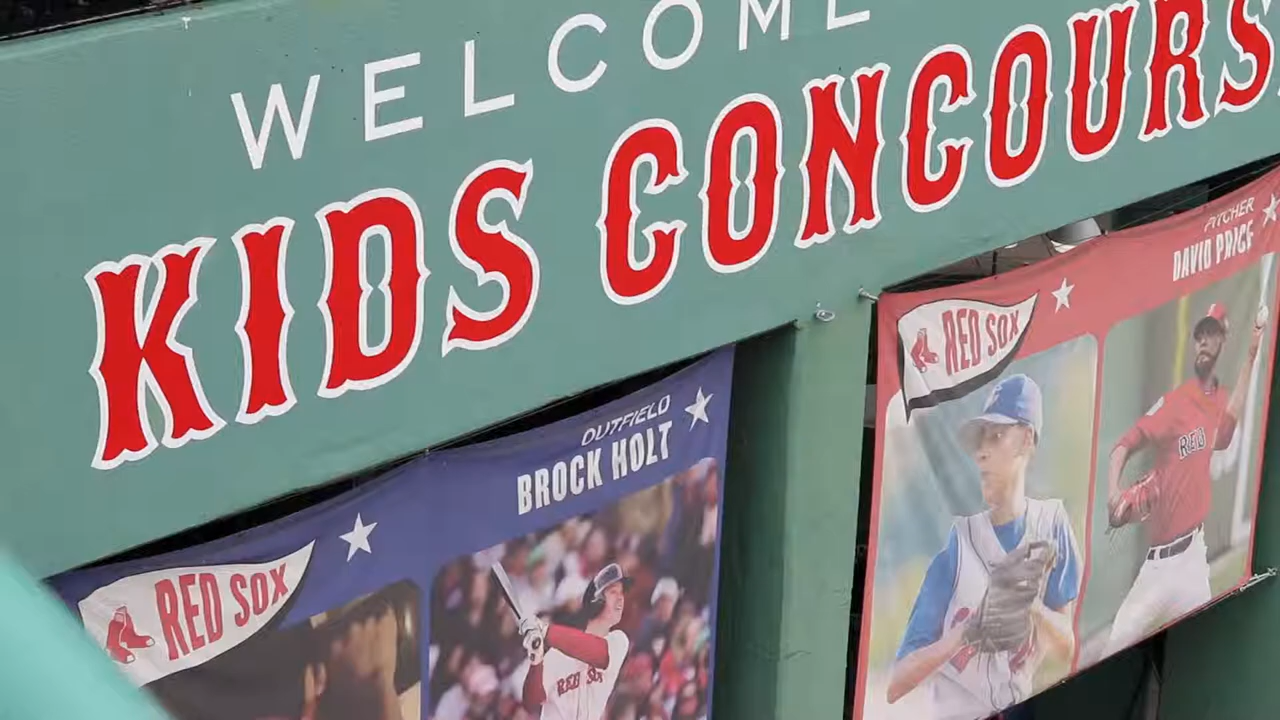 WELCOME
KIDS CONCOURS
OUTFIELD
BROCK HOLT
RED SOX
RED SOX
PITCHER
DAVID PRICE
RED SOX
RED